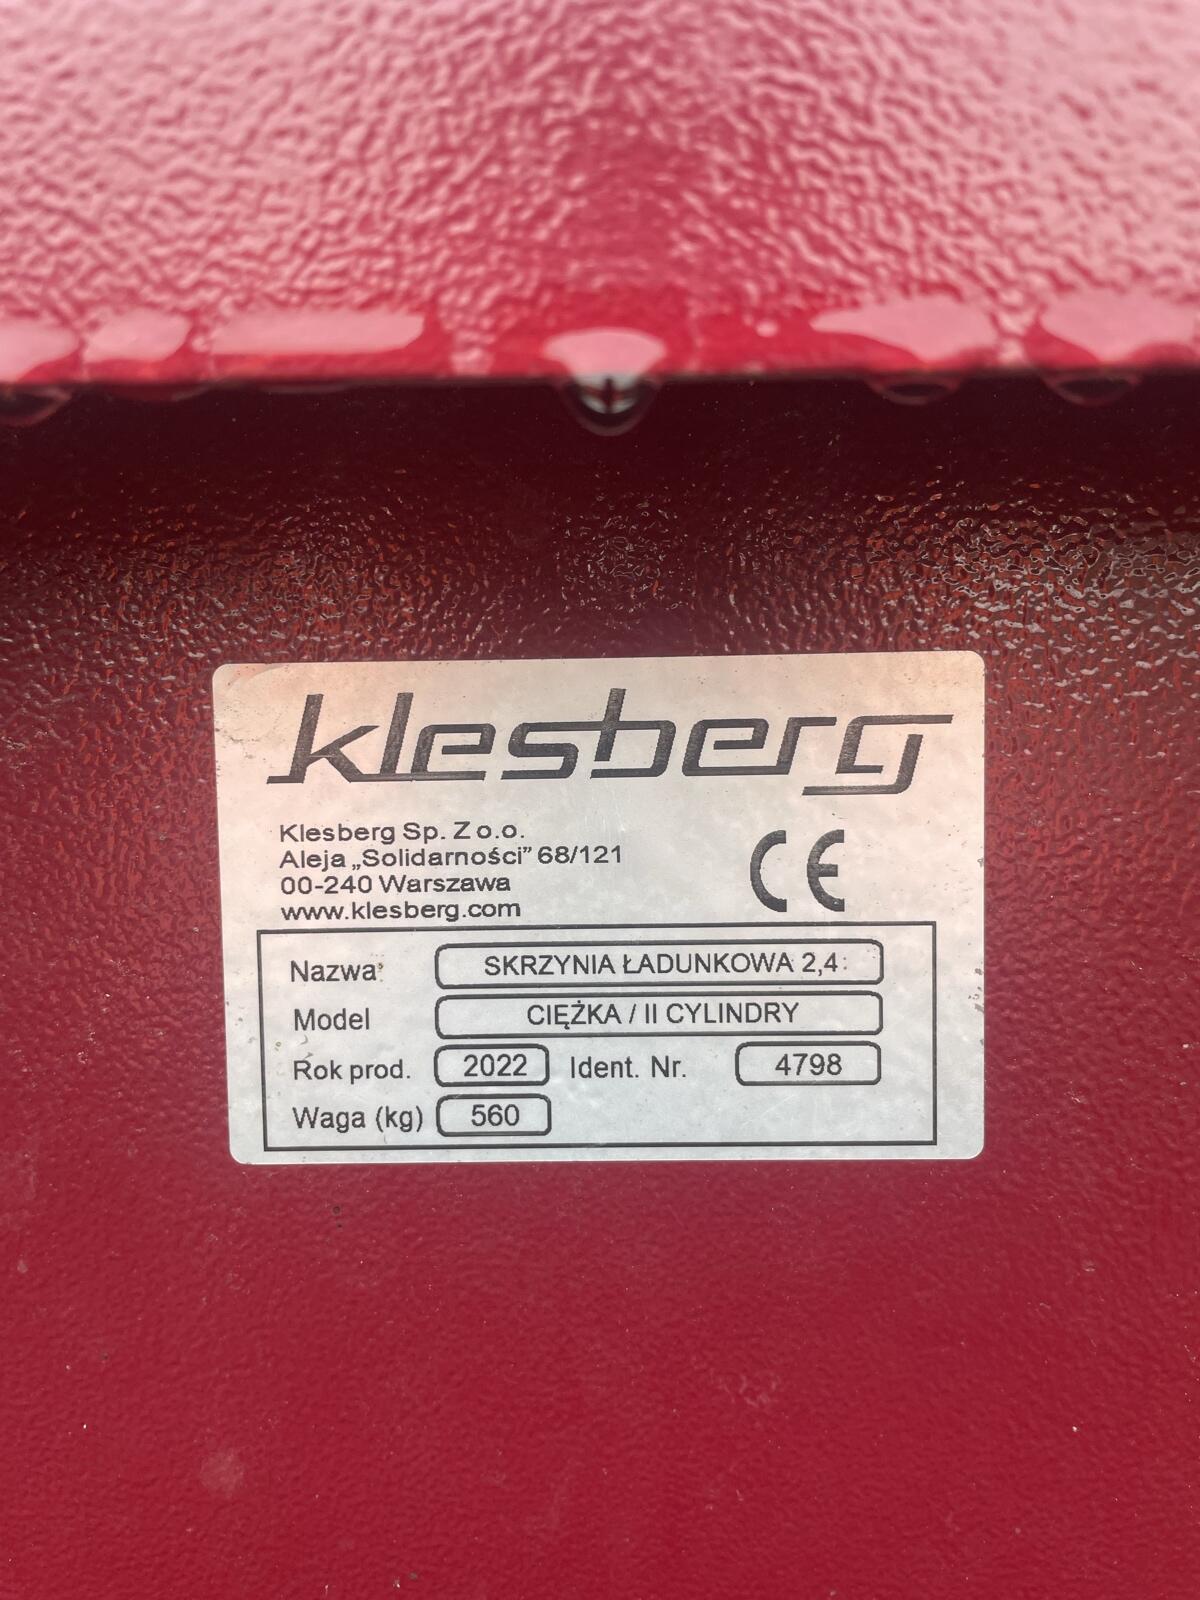 klesberg
Klesberg Sp. Z o.o.
Aleja „Solidarności” 68/121
00-240 Warszawa
www.klesberg.com
CE
Nazwa: SKRZYNIA ŁADUNKOWA 2,4
Model CIĘŻKA / II CYLINDRY
Rok prod. 2022 Ident. Nr. 4798
Waga (kg) 560